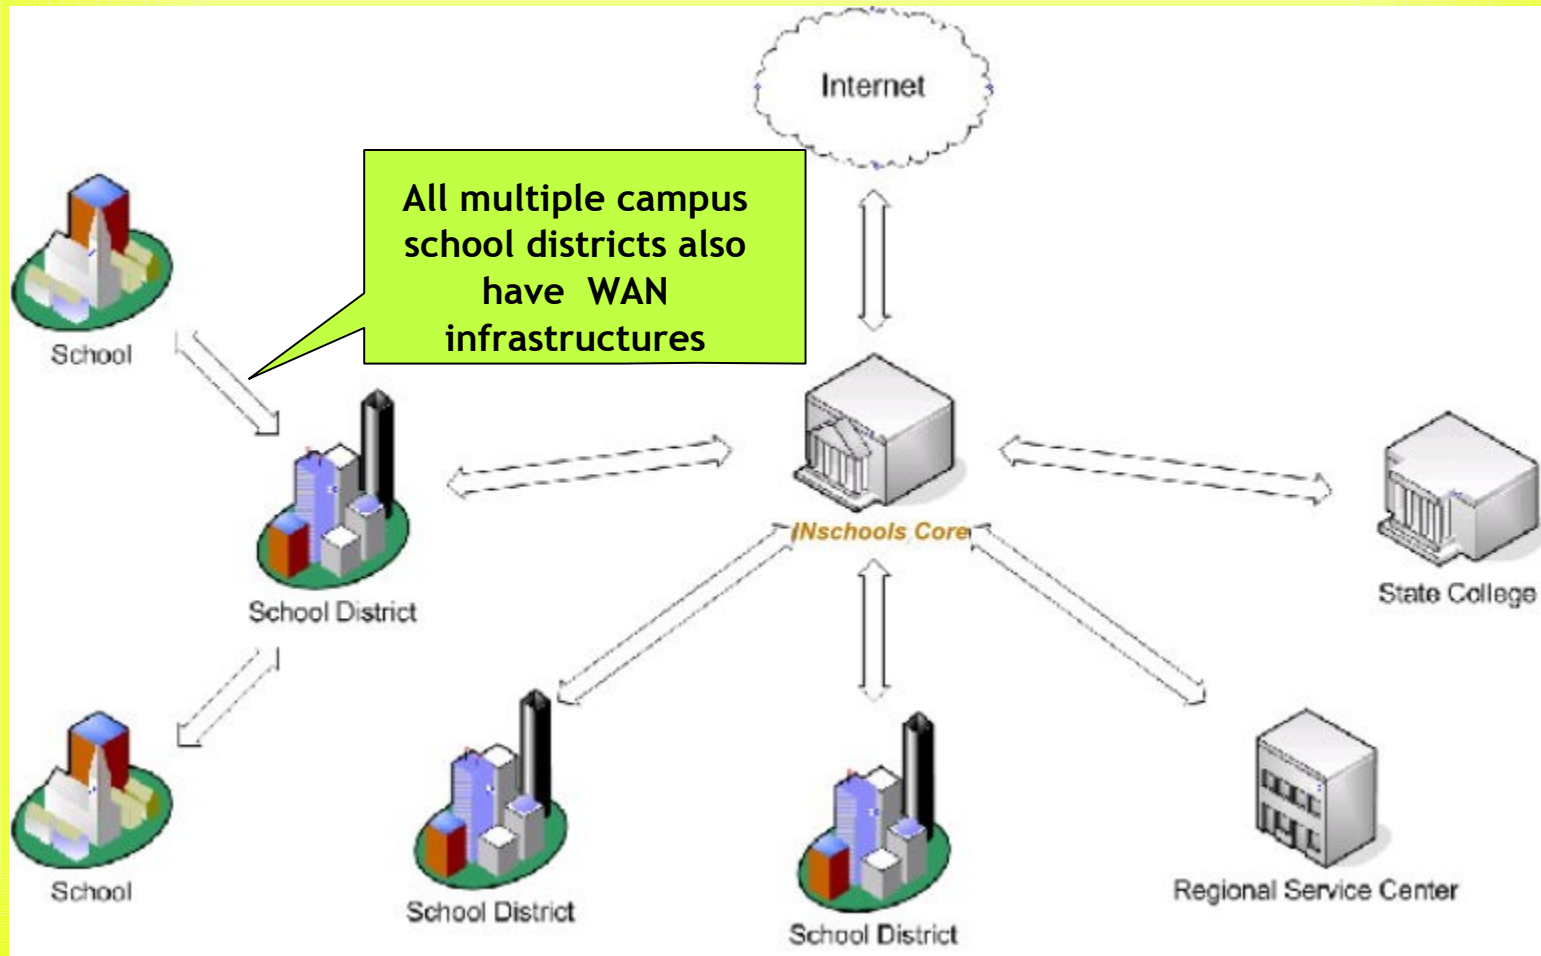 Internet
All multiple campus
school districts also
have  WAN
infrastructures
School
INschools Core
State College
School District
School
School District
School District
Regional Service Center